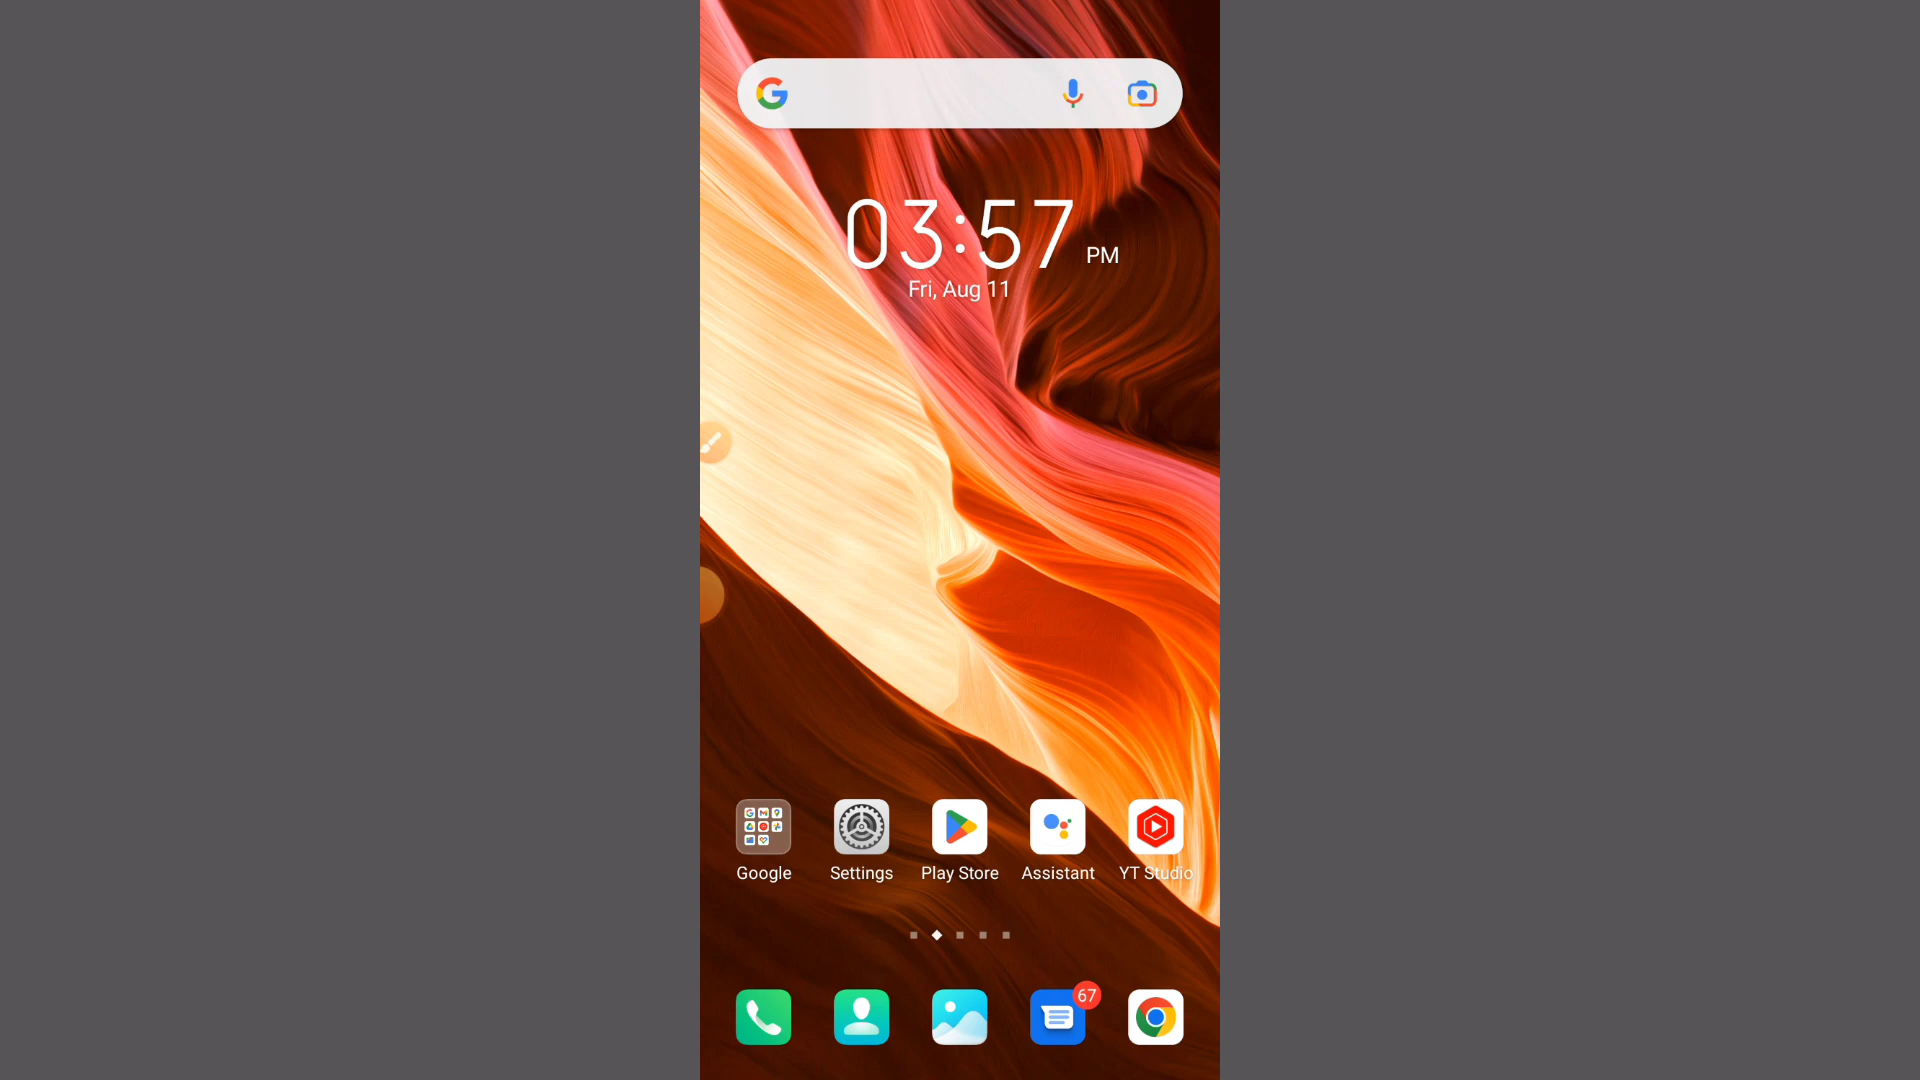 03:57 PM
Fri, Aug 11
Google
Settings
Play Store
Assistant
YT Studio
67